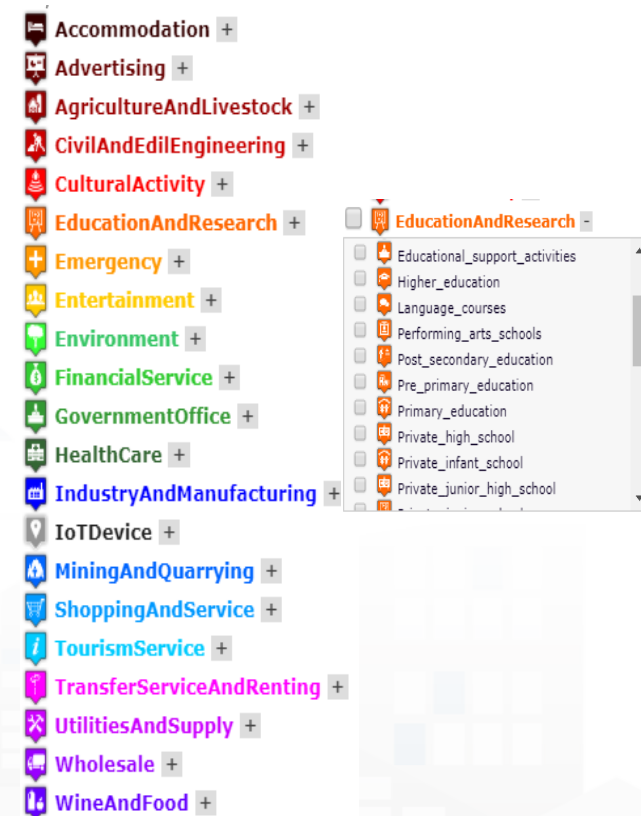 Accommodation +
Advertising +
AgricultureAndLivestock +
CivilAndEdilEngineering +
CulturalActivity +
EducationAndResearch +
Emergency +
Entertainment +
Environment +
FinancialService +
GovernmentOffice +
HealthCare +
IndustryAndManufacturing +
IoTDevice +
MiningAndQuarrying +
ShoppingAndService +
TourismService +
TransferServiceAndRenting +
UtilitiesAndSupply +
Wholesale +
WineAndFood +
EducationAndResearch -
Educational_support_activities
Higher_education
Language_courses
Performing_arts_schools
Post_secondary_education
Pre_primary_education
Primary_education
Private_high_school
Private_infant_school
Private_junior_high_school